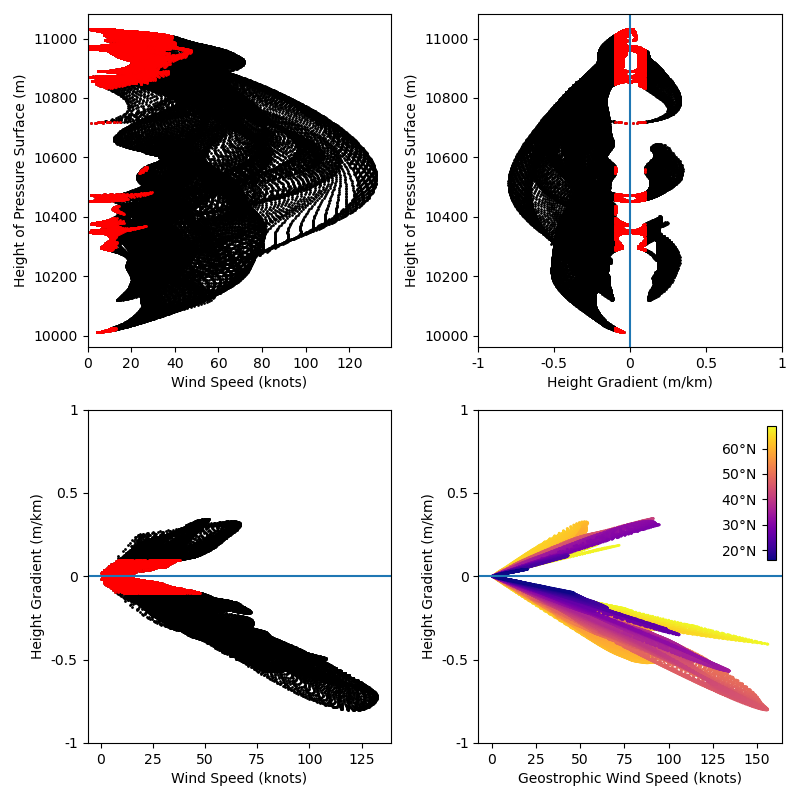 11000
10800
10600
10400
10200
10000
Height of Pressure Surface (m)
0 20 40 60 80 100 120
Wind Speed (knots)
11000
10800
10600
10400
10200
10000
Height of Pressure Surface (m)
-1 -0.5 0 0.5 1
Height Gradient (m/km)
1
0.5
0
-0.5
-1
Height Gradient (m/km)
0 25 50 75 100 125
Wind Speed (knots)
1
0.5
0
-0.5
-1
Height Gradient (m/km)
60°N
50°N
40°N
30°N
20°N
0 25 50 75 100 125 150
Geostrophic Wind Speed (knots)